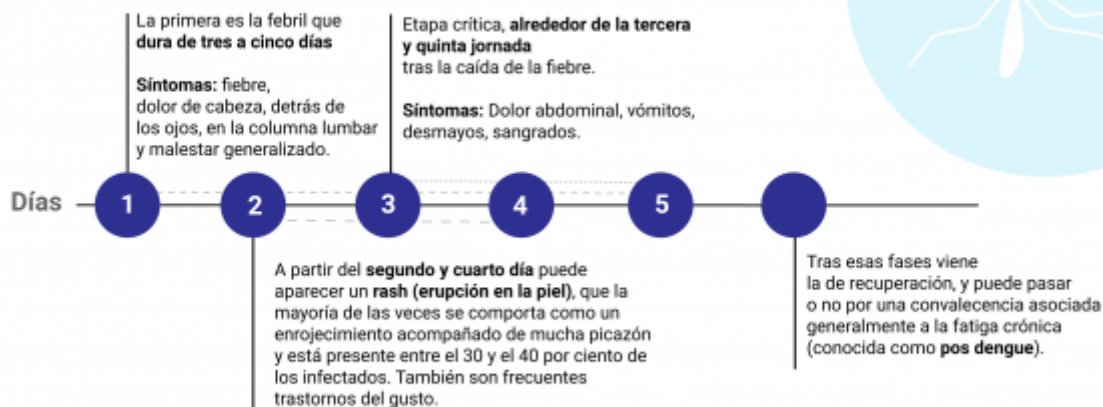 La primera es la febril que
dura de tres a cinco días
Síntomas: fiebre,
dolor de cabeza, detrás de
los ojos, en la columna lumbar
y malestar generalizado.
Etapa crítica, alrededor de la tercera
y quinta jornada
tras la caída de la fiebre.
Síntomas: Dolor abdominal, vómitos,
desmayos, sangrados.
Días 1 2 3 4 5
A partir del segundo y cuarto día puede
aparecer un rash (erupción en la piel), que la
mayoría de las veces se comporta como un
enrojecimiento acompañado de mucha picazón
y está presente entre el 30 y el 40 por ciento de
los infectados. También son frecuentes
trastornos del gusto.
Tras esas fases viene
la de recuperación, y puede pasar
o no por una convalecencia asociada
generalmente a la fatiga crónica
(conocida como pos dengue).